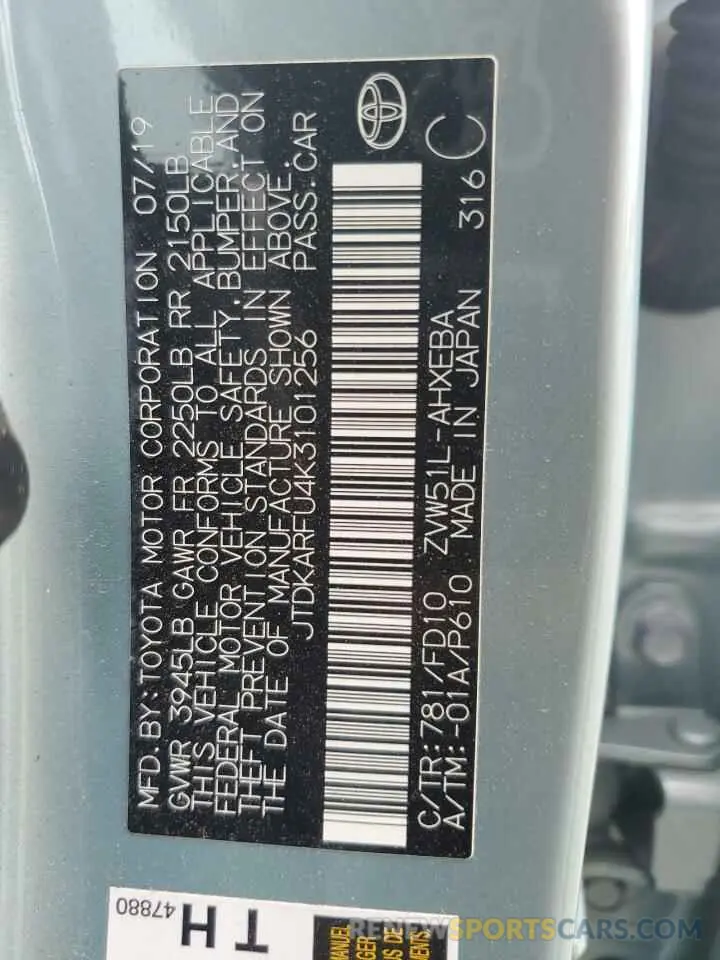 MFD. BY: TOYOTA MOTOR CORPORATION 07/19
GVWR 3945LB GAWR FR 2250LB RR 2150LB
THIS VEHICLE CONFORMS TO ALL APPLICABLE
FEDERAL MOTOR VEHICLE SAFETY, BUMPER, AND
THEFT PREVENTION STANDARDS IN EFFECT ON
THE DATE OF MANUFACTURE SHOWN ABOVE.
JTDKARFU4K3101256 PASS. CAR
C/TR: 781/FD10 ZVW51L-AHXEBA
A/TM: -01A/P610 MADE IN JAPAN 316 C
47880
TH
MANUEL
RENEWSPORTSCARS.COM